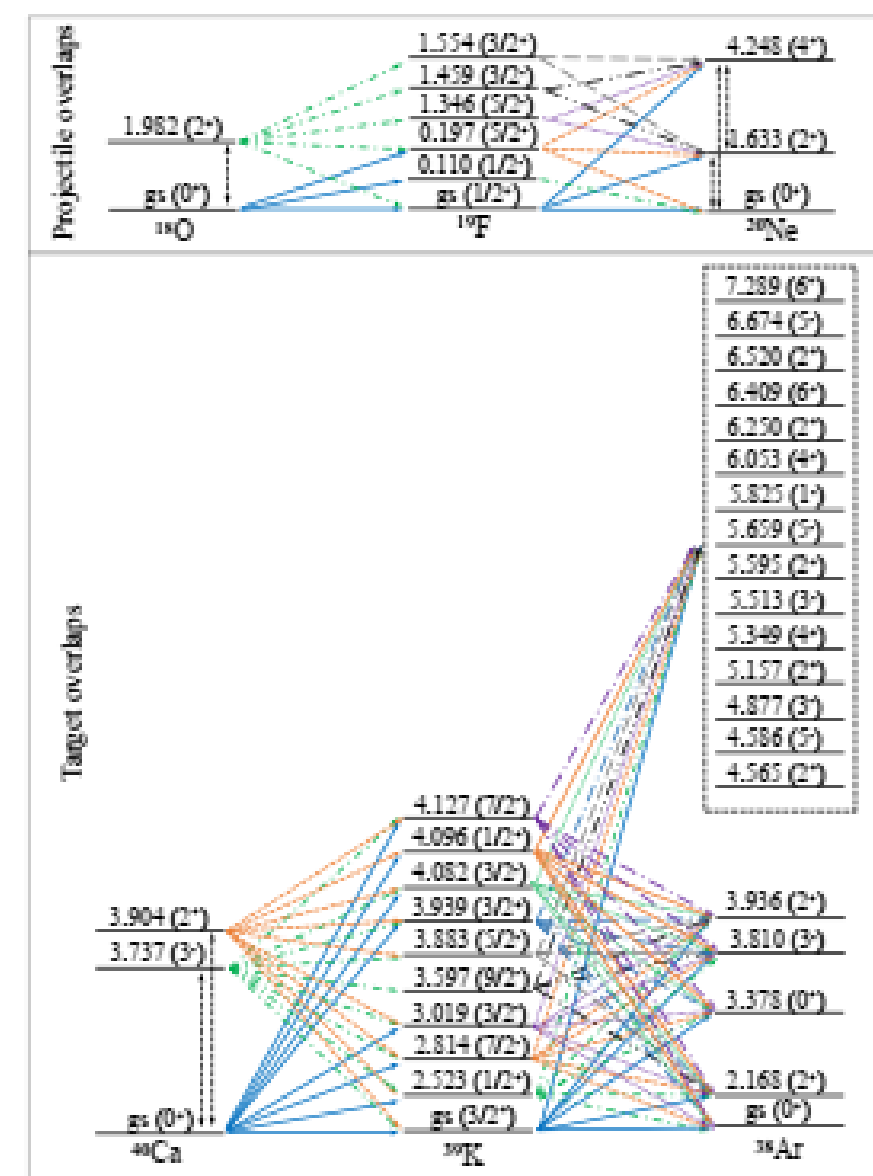 Projectile overlaps
1.982 (2⁺)
gs (0⁺)
¹⁸O
1.554 (3/2⁺)
1.459 (3/2⁻)
1.346 (5/2⁻)
0.197 (5/2⁺)
0.110 (1/2⁻)
gs (1/2⁺)
¹⁹F
4.248 (4⁺)
1.633 (2⁺)
gs (0⁺)
²⁰Ne
Target overlaps
3.904 (2⁺)
3.737 (3⁻)
gs (0⁺)
⁴⁰Ca
4.127 (7/2⁻)
4.096 (1/2⁺)
4.082 (3/2⁻)
3.939 (3/2⁺)
3.883 (5/2⁻)
3.597 (9/2⁻)
3.019 (3/2⁻)
2.814 (7/2⁻)
2.523 (1/2⁺)
gs (3/2⁺)
³⁹K
7.289 (6⁺)
6.674 (5⁻)
6.520 (2⁺)
6.409 (6⁺)
6.250 (2⁺)
6.053 (4⁺)
5.825 (1⁻)
5.659 (5⁻)
5.595 (2⁺)
5.513 (3⁻)
5.349 (4⁺)
5.157 (2⁺)
4.877 (3⁻)
4.586 (5⁻)
4.565 (2⁺)
3.936 (2⁺)
3.810 (3⁻)
3.378 (0⁺)
2.168 (2⁺)
gs (0⁺)
³⁸Ar